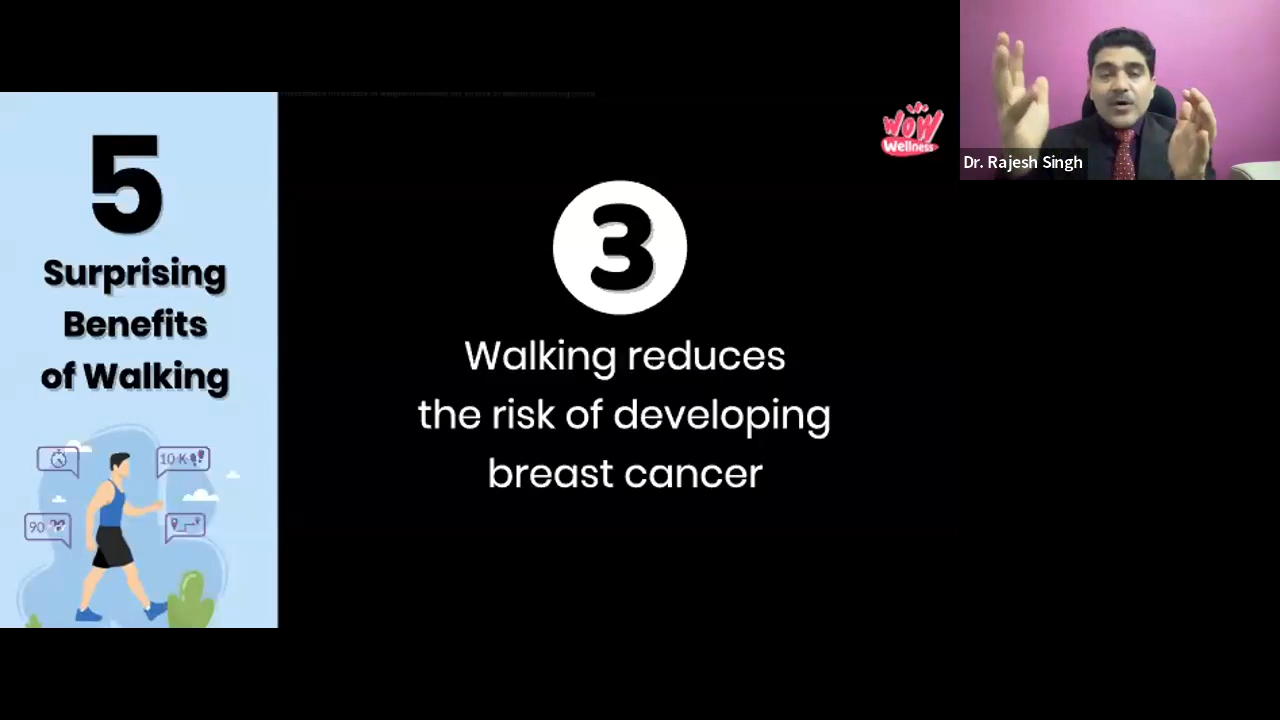 5
Surprising
Benefits
of Walking
10 K
90
3
Walking reduces
the risk of developing
breast cancer
WOW
Wellness
Dr. Rajesh Singh